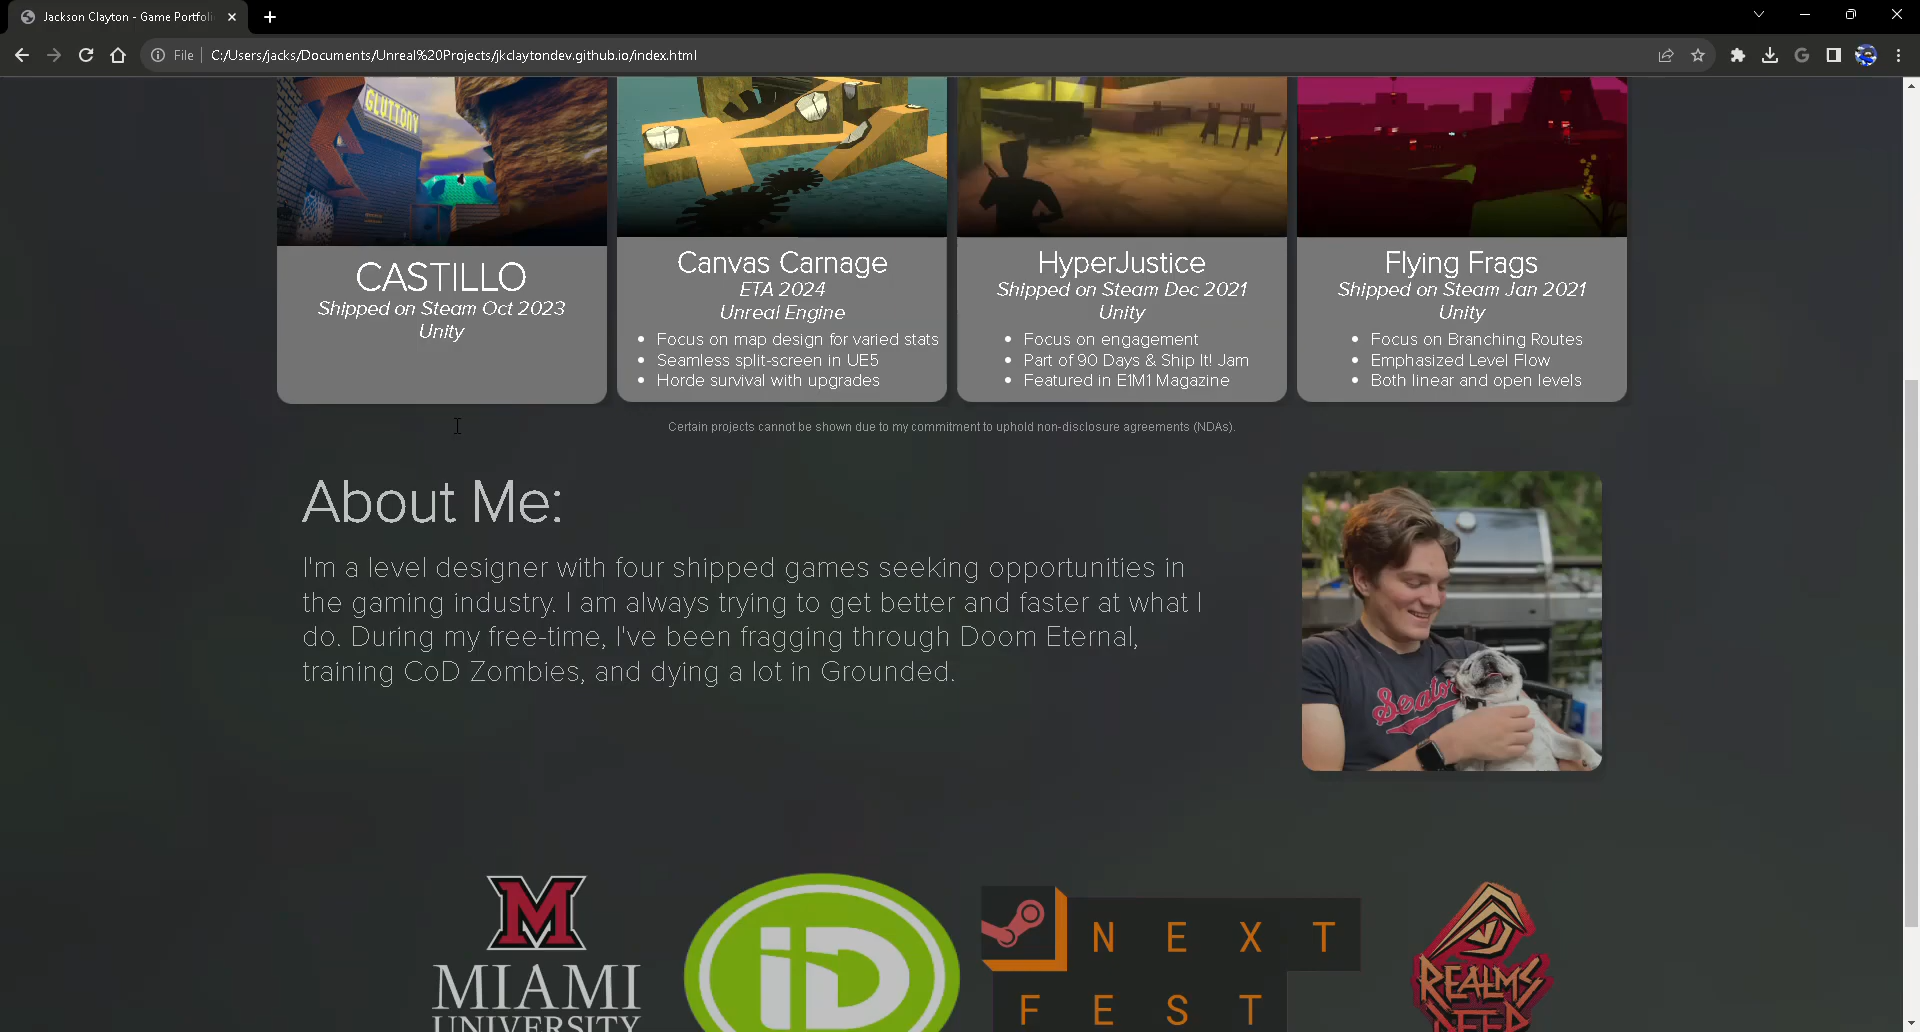 Jackson Clayton - Game Portfoli
File
C:/Users/jacks/Documents/Unreal%20Projects/jkclaytondev.github.io/index.html
GLUTTONY
CASTILLO
Shipped on Steam Oct 2023
Unity
Canvas Carnage
ETA 2024
Unreal Engine
• Focus on map design for varied stats
• Seamless split-screen in UE5
• Horde survival with upgrades
HyperJustice
Shipped on Steam Dec 2021
Unity
• Focus on engagement
• Part of 90 Days & Ship It! Jam
• Featured in E1M1 Magazine
Flying Frags
Shipped on Steam Jan 2021
Unity
• Focus on Branching Routes
• Emphasized Level Flow
• Both linear and open levels
Certain projects cannot be shown due to my commitment to uphold non-disclosure agreements (NDAs).
About Me:
I'm a level designer with four shipped games seeking opportunities in
the gaming industry. I am always trying to get better and faster at what I
do. During my free-time, I've been fragging through Doom Eternal,
training CoD Zombies, and dying a lot in Grounded.
M
MIAMI
UNIVERSITY
iD
NEXT
FEST
REALMS
DEEP